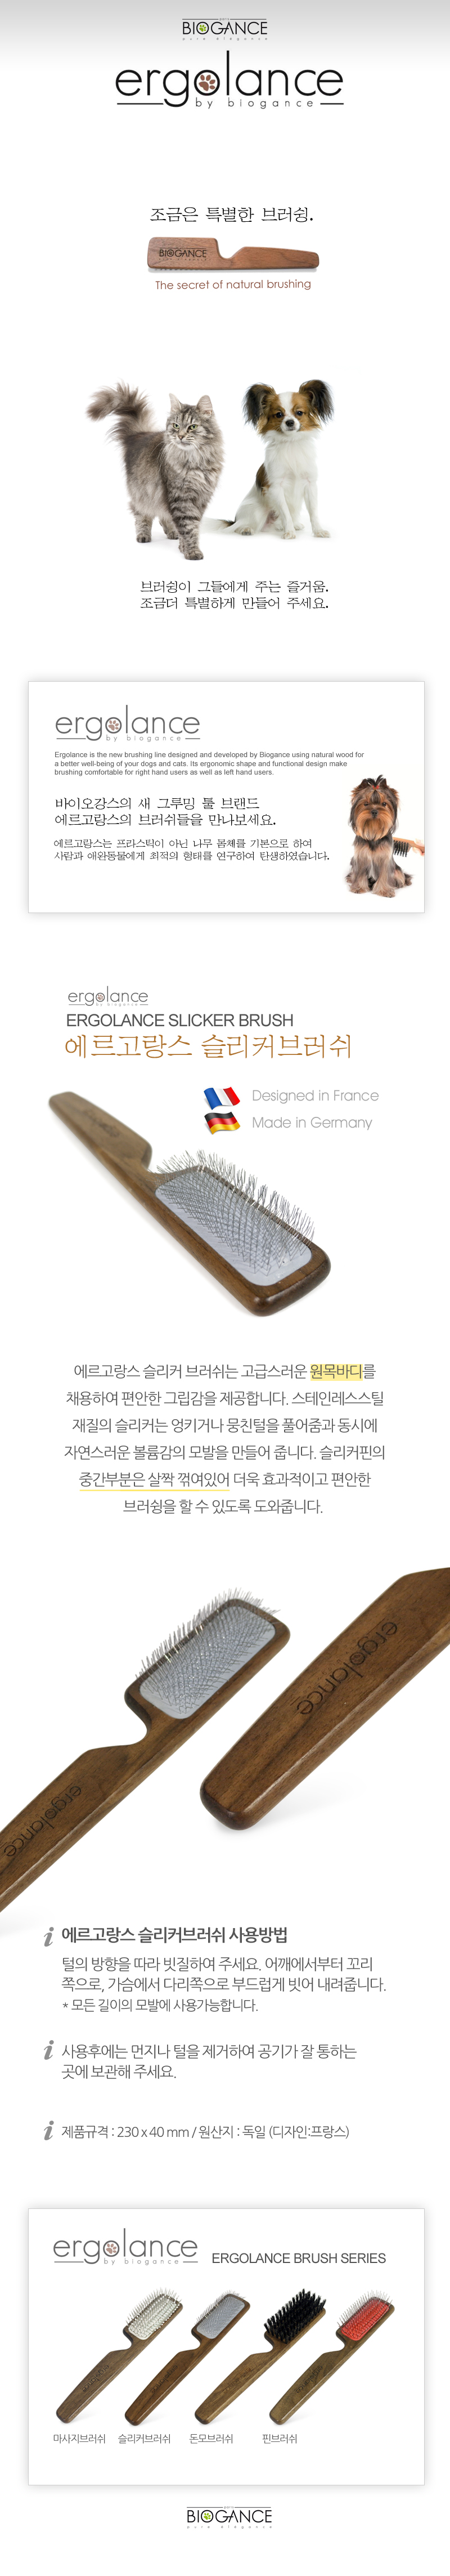 BIOGANCE
pure elegance
ergolance
by biogance
조금은 특별한 브러슁.
BIOGANCE
The secret of natural brushing
브러슁이 그들에게 주는 즐거움.
조금더 특별하게 만들어 주세요.
ergolance
by biogance
Ergolance is the new brushing line designed and developed by Biogance using natural wood for
a better well-being of your dogs and cats. Its ergonomic shape and functional design make
brushing comfortable for right hand users as well as left hand users.
바이오강스의 새 그루밍 툴 브랜드
에르고랑스의 브러쉬들을 만나보세요.
에르고랑스는 프라스틱이 아닌 나무 몸체를 기본으로 하여
사람과 애완동물에게 최적의 형태를 연구하여 탄생하였습니다.
ergolance
by biogance
ERGOLANCE SLICKER BRUSH
에르고랑스 슬리커브러쉬
Designed in France
Made in Germany
에르고랑스 슬리커 브러쉬는 고급스러운 원목바디를
채용하여 편안한 그립감을 제공합니다. 스테인레스스틸
재질의 슬리커는 엉키거나 뭉친털을 풀어줌과 동시에
자연스러운 볼륨감의 모발을 만들어 줍니다. 슬리커핀의
중간부분은 살짝 꺾여있어 더욱 효과적이고 편안한
브러슁을 할 수 있도록 도와줍니다.
ergolance
ergolance
i 에르고랑스 슬리커브러쉬 사용방법
털의 방향을 따라 빗질하여 주세요. 어깨에서부터 꼬리
쪽으로, 가슴에서 다리쪽으로 부드럽게 빗어 내려줍니다.
* 모든 길이의 모발에 사용가능합니다.
i 사용후에는 먼지나 털을 제거하여 공기가 잘 통하는
곳에 보관해 주세요.
i 제품규격 : 230 x 40 mm / 원산지 : 독일 (디자인:프랑스)
ergolance
by biogance
ERGOLANCE BRUSH SERIES
마사지브러쉬 슬리커브러쉬 돈모브러쉬 핀브러쉬
BIOGANCE
pure elegance